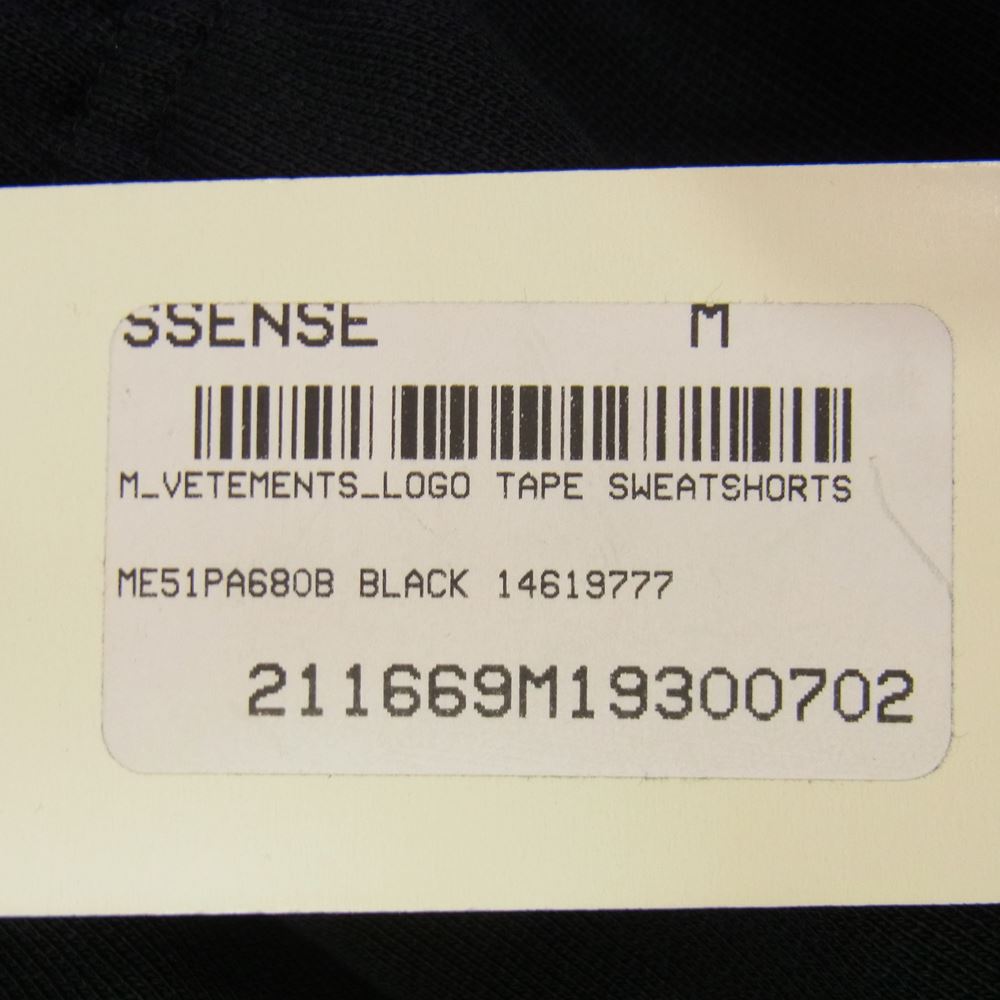 SSENSE M
M_VETEMENTS_LOGO TAPE SWEATSHORTS
ME51PA680B BLACK 14619777
211669M19300702